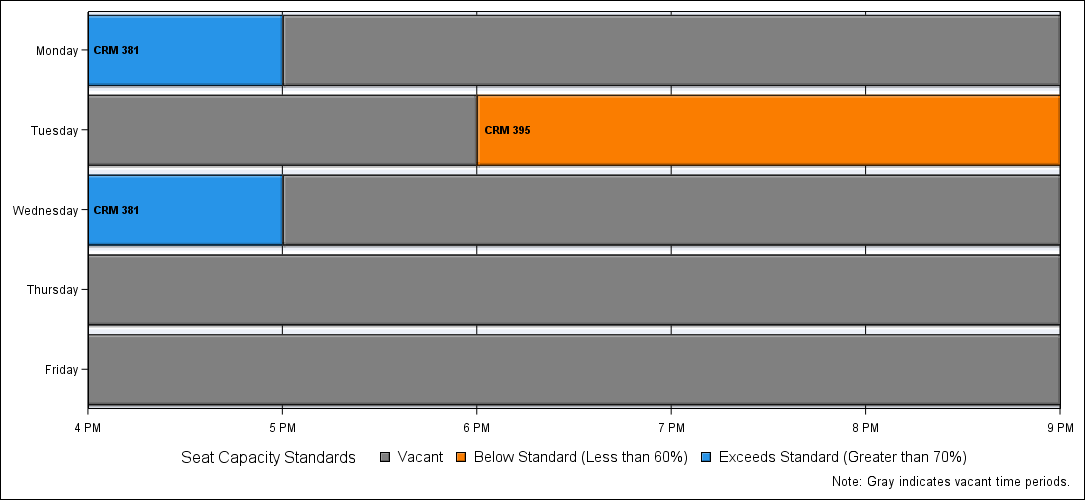 Monday
CRM 381
Tuesday
CRM 395
Wednesday
CRM 381
Thursday
Friday
4 PM 5 PM 6 PM 7 PM 8 PM 9 PM
Seat Capacity Standards Vacant Below Standard (Less than 60%) Exceeds Standard (Greater than 70%)
Note: Gray indicates vacant time periods.